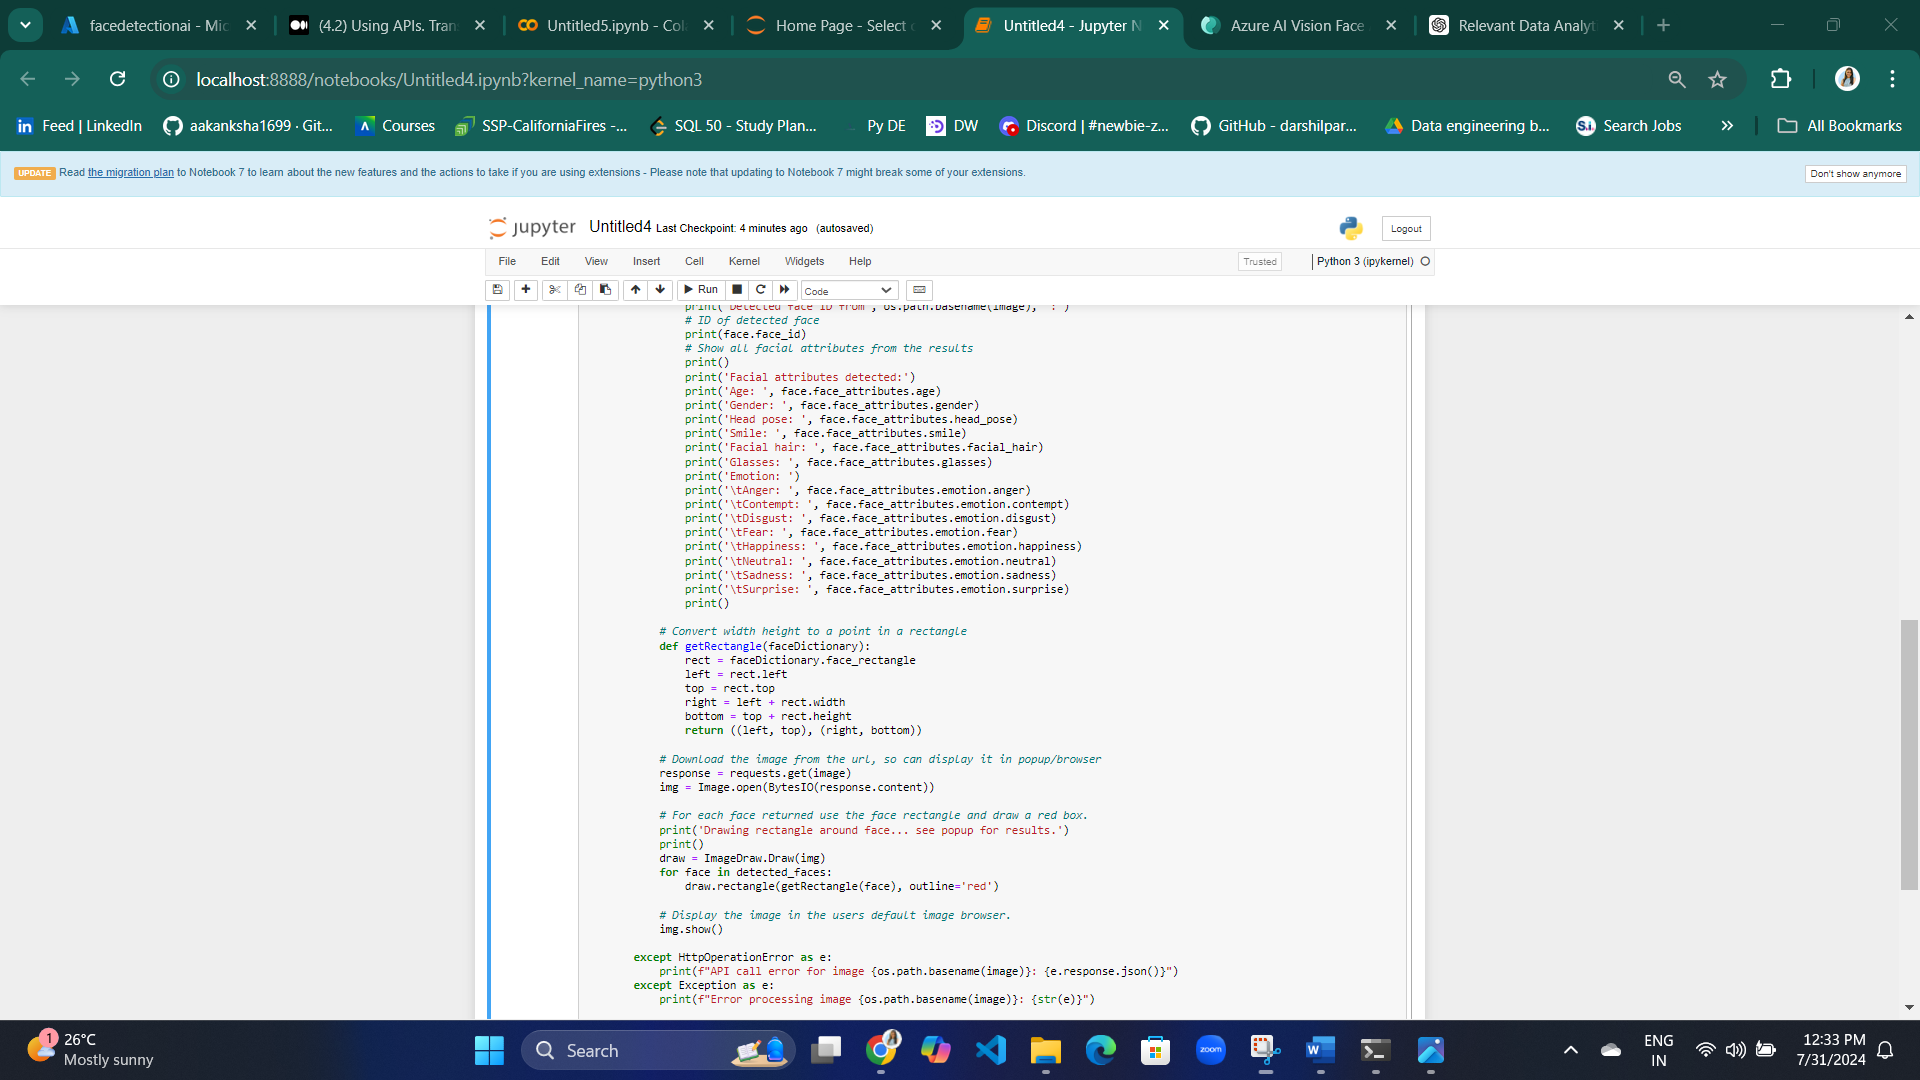 facedetectionai - Mic
(4.2) Using APIs. Tran
Untitled5.ipynb - Cola
Home Page - Select o
Untitled4 - Jupyter N
Azure AI Vision Face
Relevant Data Analyt
localhost:8888/notebooks/Untitled4.ipynb?kernel_name=python3
Feed | LinkedIn
aakanksha1699 · Git...
Courses
SSP-CaliforniaFires -...
SQL 50 - Study Plan...
Py DE
DW
Discord | #newbie-z...
GitHub - darshilpar...
Data engineering b...
Search Jobs
All Bookmarks
UPDATE Read the migration plan to Notebook 7 to learn about the new features and the actions to take if you are using extensions - Please note that updating to Notebook 7 might break some of your extensions.
Don't show anymore
jupyter Untitled4 Last Checkpoint: 4 minutes ago (autosaved)
Logout
File Edit View Insert Cell Kernel Widgets Help
Trusted
Python 3 (ipykernel)
Run
Code
print('Detected face ID from', os.path.basename(image), ':')
# ID of detected face
print(face.face_id)
# Show all facial attributes from the results
print()
print('Facial attributes detected:')
print('Age: ', face.face_attributes.age)
print('Gender: ', face.face_attributes.gender)
print('Head pose: ', face.face_attributes.head_pose)
print('Smile: ', face.face_attributes.smile)
print('Facial hair: ', face.face_attributes.facial_hair)
print('Glasses: ', face.face_attributes.glasses)
print('Emotion: ')
print('\tAnger: ', face.face_attributes.emotion.anger)
print('\tContempt: ', face.face_attributes.emotion.contempt)
print('\tDisgust: ', face.face_attributes.emotion.disgust)
print('\tFear: ', face.face_attributes.emotion.fear)
print('\tHappiness: ', face.face_attributes.emotion.happiness)
print('\tNeutral: ', face.face_attributes.emotion.neutral)
print('\tSadness: ', face.face_attributes.emotion.sadness)
print('\tSurprise: ', face.face_attributes.emotion.surprise)
print()
# Convert width height to a point in a rectangle
def getRectangle(faceDictionary):
rect = faceDictionary.face_rectangle
left = rect.left
top = rect.top
right = left + rect.width
bottom = top + rect.height
return ((left, top), (right, bottom))
# Download the image from the url, so can display it in popup/browser
response = requests.get(image)
img = Image.open(BytesIO(response.content))
# For each face returned use the face rectangle and draw a red box.
print('Drawing rectangle around face... see popup for results.')
print()
draw = ImageDraw.Draw(img)
for face in detected_faces:
draw.rectangle(getRectangle(face), outline='red')
# Display the image in the users default image browser.
img.show()
except HttpOperationError as e:
print(f"API call error for image {os.path.basename(image)}: {e.response.json()}")
except Exception as e:
print(f"Error processing image {os.path.basename(image)}: {str(e)}")
1
26°C
Mostly sunny
Search
zoom
ENG
IN
12:33 PM
7/31/2024